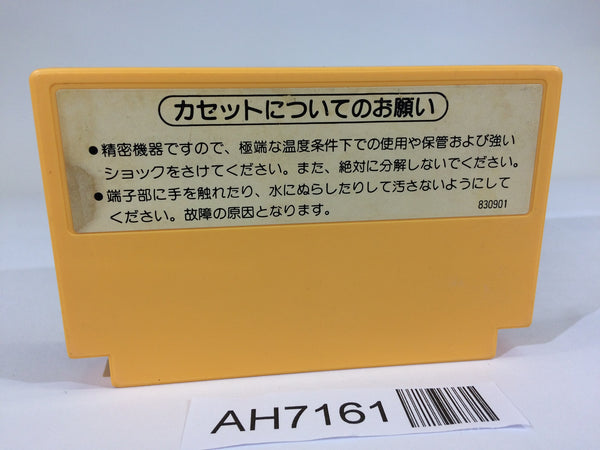 カセットについてのお願い
●精密機器ですので、極端な温度条件下での使用や保管および強い
ショックをさけてください。また、絶対に分解しないでください。
●端子部に手を触れたり、水にぬらしたりして汚さないようにして
ください。故障の原因となります。
830901
AH7161